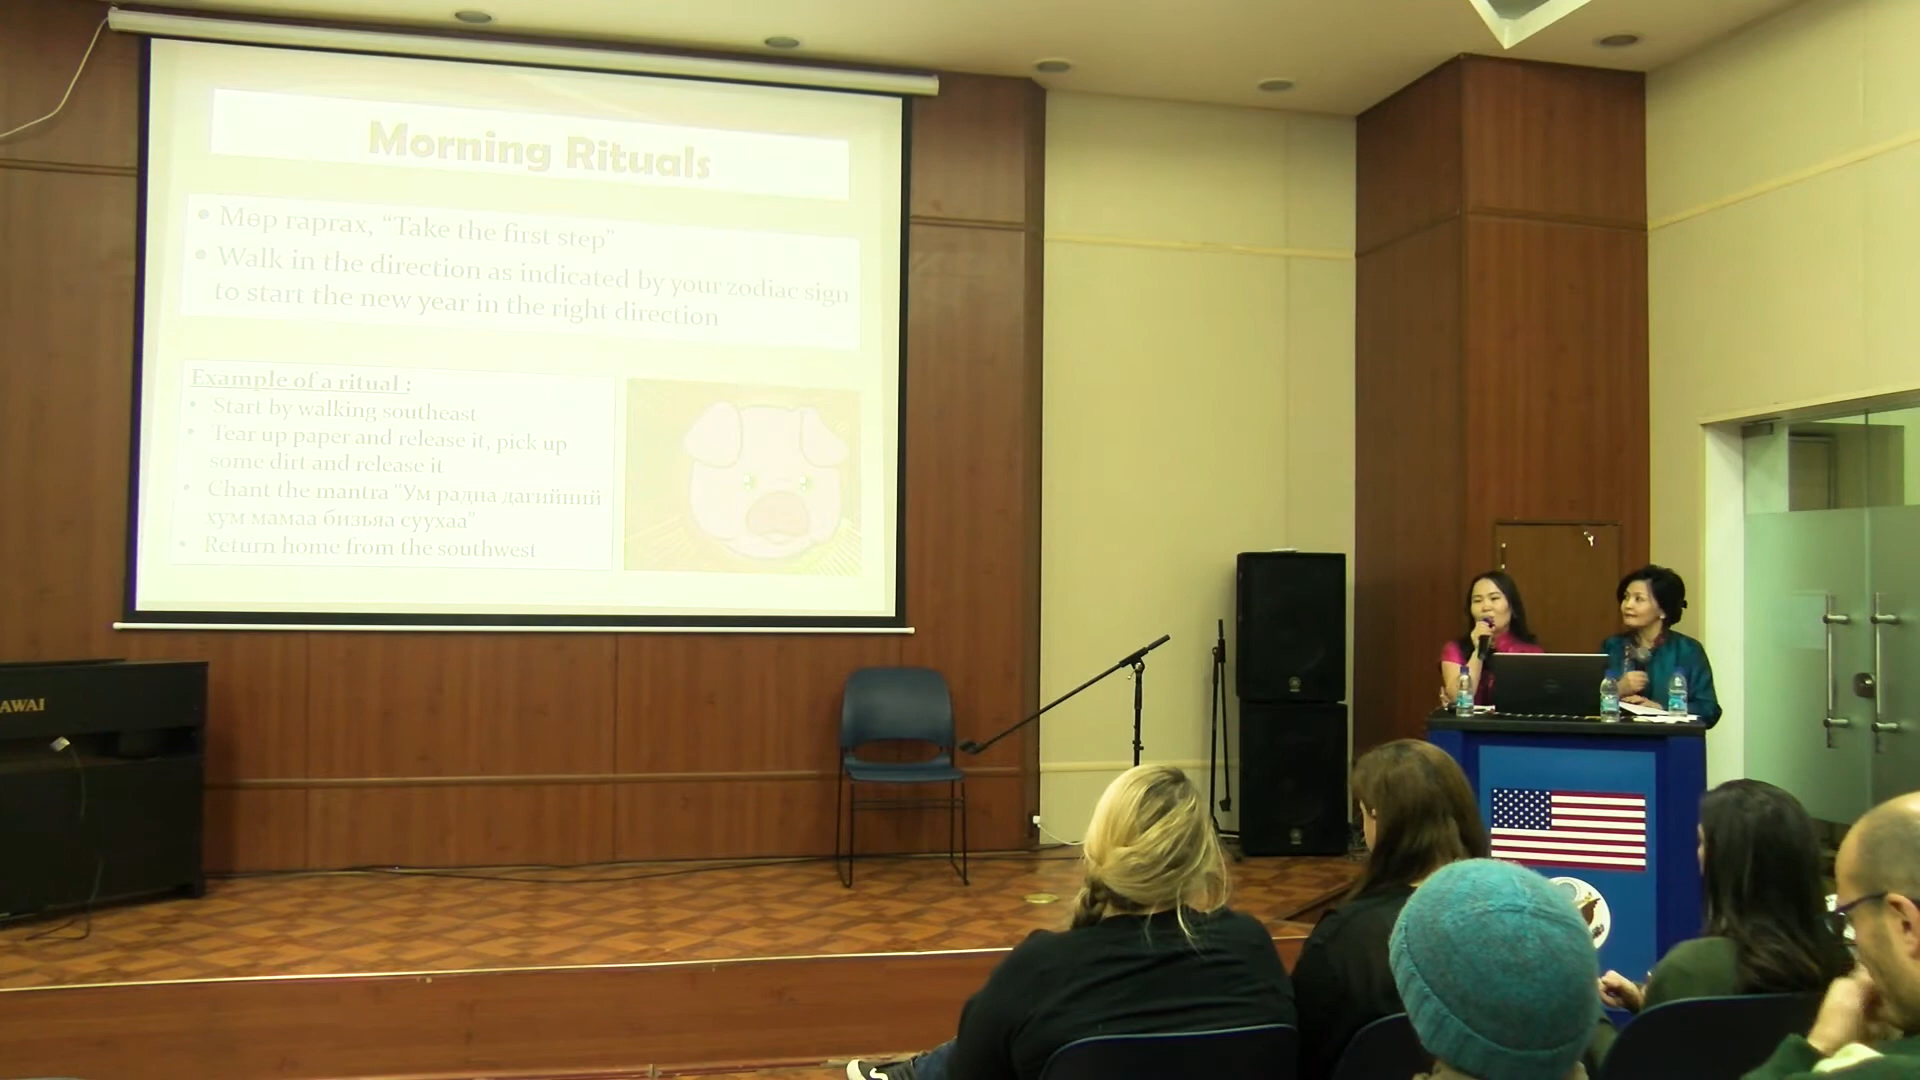 Morning Rituals
• Мөр гаргах, “Take the first step”
• Walk in the direction as indicated by your zodiac sign
to start the new year in the right direction
Example of a ritual :
• Start by walking southeast
• Tear up paper and release it, pick up
some dirt and release it
• Chant the mantra “Ум радна дагийний
хум мамаа бизьяа суухаа”
• Return home from the southwest
AWAI